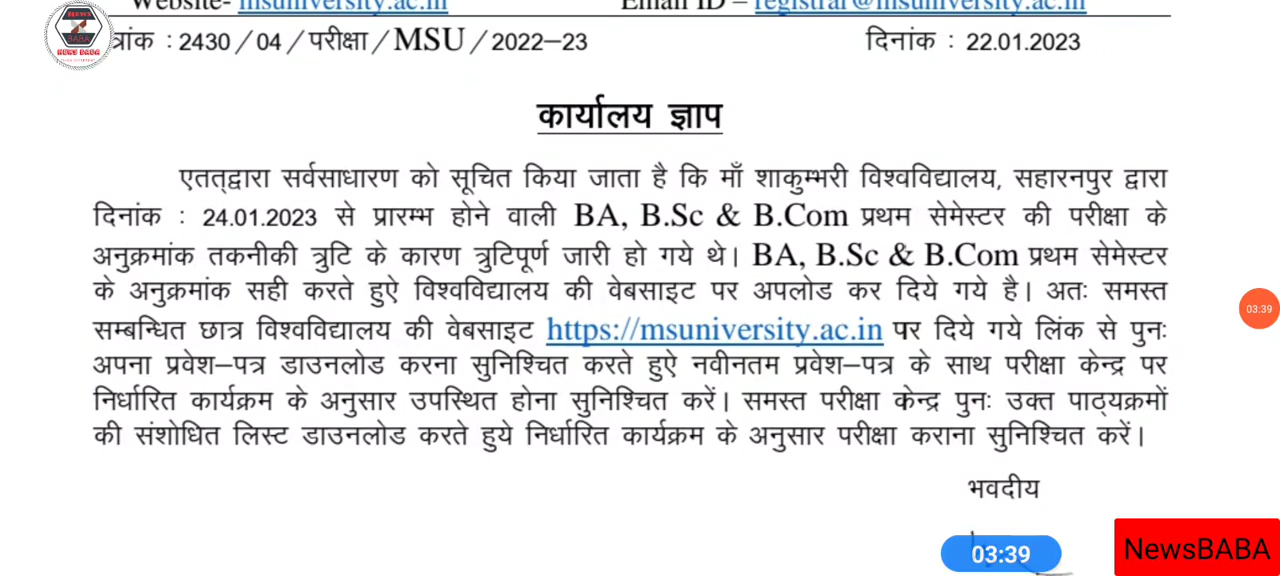 Website- msuniversity.ac.in Email ID – registrar@msuniversity.ac.in
त्रांक : 2430 / 04 / परीक्षा / MSU / 2022–23 दिनांक : 22.01.2023
NEWS BABA
कार्यालय ज्ञाप
एतत्द्वारा सर्वसाधारण को सूचित किया जाता है कि माँ शाकुम्भरी विश्वविद्यालय, सहारनपुर द्वारा
दिनांक : 24.01.2023 से प्रारम्भ होने वाली BA, B.Sc & B.Com प्रथम सेमेस्टर की परीक्षा के
अनुक्रमांक तकनीकी त्रुटि के कारण त्रुटिपूर्ण जारी हो गये थे। BA, B.Sc & B.Com प्रथम सेमेस्टर
के अनुक्रमांक सही करते हुऐ विश्वविद्यालय की वेबसाइट पर अपलोड कर दिये गये है। अतः समस्त
सम्बन्धित छात्र विश्वविद्यालय की वेबसाइट https://msuniversity.ac.in पर दिये गये लिंक से पुनः
अपना प्रवेश–पत्र डाउनलोड करना सुनिश्चित करते हुऐ नवीनतम प्रवेश–पत्र के साथ परीक्षा केन्द्र पर
निर्धारित कार्यक्रम के अनुसार उपस्थित होना सुनिश्चित करें। समस्त परीक्षा केन्द्र पुनः उक्त पाठ्यक्रमों
की संशोधित लिस्ट डाउनलोड करते हुये निर्धारित कार्यक्रम के अनुसार परीक्षा कराना सुनिश्चित करें।
03:39
भवदीय
03:39
NewsBABA